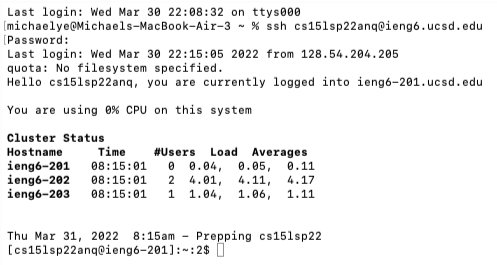 Last login: Wed Mar 30 22:08:32 on ttys000
michaelye@Michaels-MacBook-Air-3 ~ % ssh cs15lsp22anq@ieng6.ucsd.edu
Password:
Last login: Wed Mar 30 22:15:05 2022 from 128.54.204.205
quota: No filesystem specified.
Hello cs15lsp22anq, you are currently logged into ieng6-201.ucsd.edu
You are using 0% CPU on this system
Cluster Status
Hostname     Time    #Users  Load  Averages
ieng6-201   08:15:01   0  0.04,  0.05,  0.11
ieng6-202   08:15:01   2  4.01,  4.11,  4.17
ieng6-203   08:15:01   1  1.04,  1.06,  1.11
Thu Mar 31, 2022  8:15am - Prepping cs15lsp22
[cs15lsp22anq@ieng6-201]:~:2$